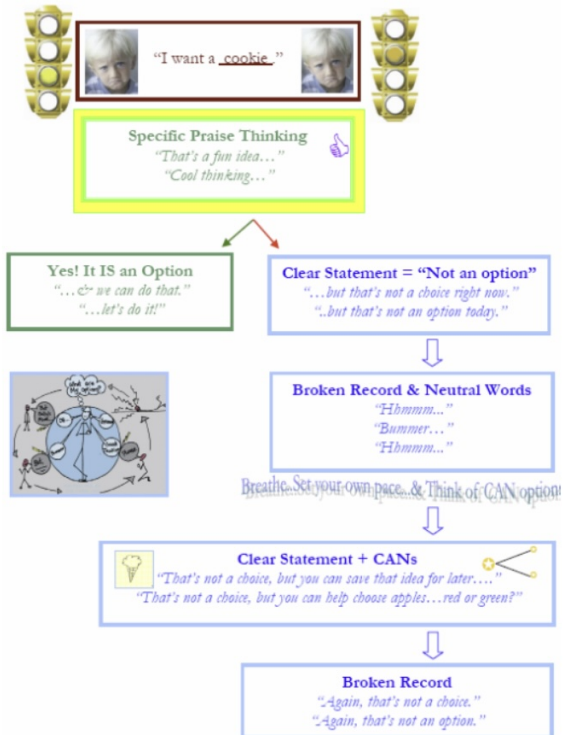 “I want a cookie.”
Specific Praise Thinking
“That’s a fun idea…”
“Cool thinking…”
Yes! It IS an Option
“…& we can do that.”
“…let’s do it!”
Clear Statement = “Not an option”
“…but that’s not a choice right now.”
“..but that’s not an option today.”
Broken Record & Neutral Words
“Hhmmm...”
“Bummer…”
“Hhmmm...”
What are my options?
Breathe..Set your own pace..& Think of CAN options
Clear Statement + CANs
“That’s not a choice, but you can save that idea for later….”
“That’s not a choice, but you can help choose apples…red or green?”
Broken Record
“Again, that’s not a choice.”
“Again, that’s not an option.”